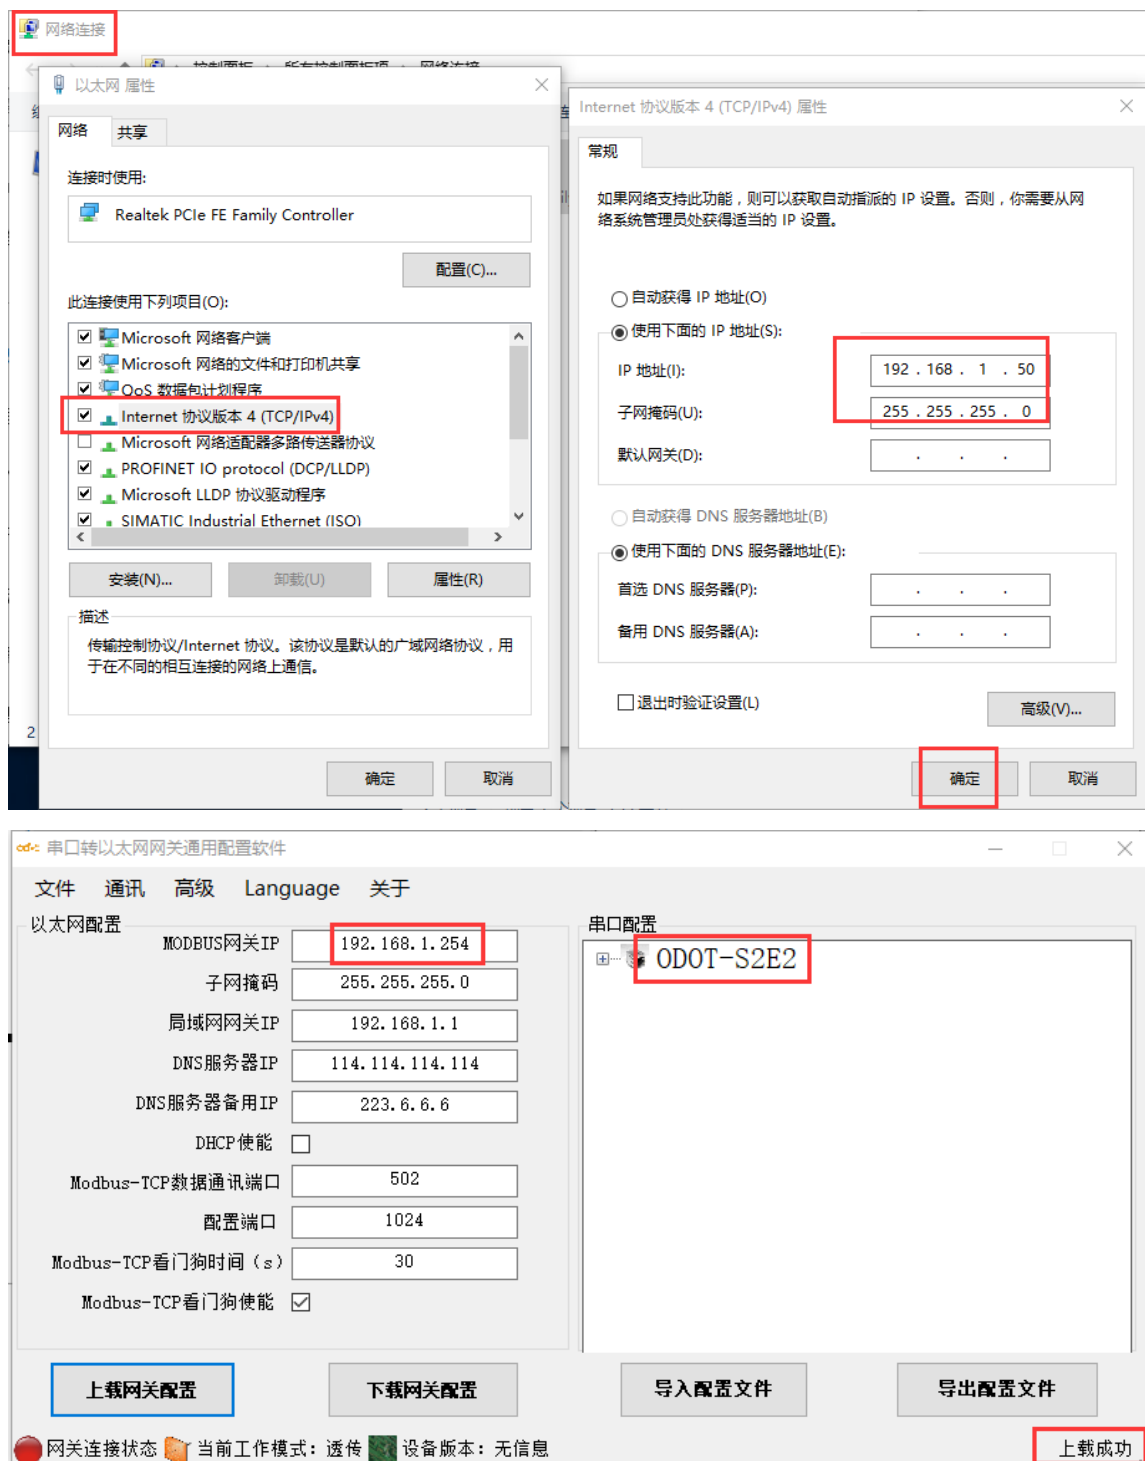 网络连接
控制面板 所有控制面板项 网络连接
以太网 属性
网络 共享
连接时使用:
Realtek PCIe FE Family Controller
配置(C)...
此连接使用下列项目(O):
Microsoft 网络客户端
Microsoft 网络的文件和打印机共享
QoS 数据包计划程序
Internet 协议版本 4 (TCP/IPv4)
Microsoft 网络适配器多路传送器协议
PROFINET IO protocol (DCP/LLDP)
Microsoft LLDP 协议驱动程序
SIMATIC Industrial Ethernet (ISO)
安装(N)... 卸载(U) 属性(R)
描述
传输控制协议/Internet 协议。该协议是默认的广域网络协议，用
于在不同的相互连接的网络上通信。
2
确定 取消
Internet 协议版本 4 (TCP/IPv4) 属性
常规
如果网络支持此功能，则可以获取自动指派的 IP 设置。否则，你需要从网
络系统管理员处获得适当的 IP 设置。
自动获得 IP 地址(O)
使用下面的 IP 地址(S):
IP 地址(I): 192 . 168 . 1 . 50
子网掩码(U): 255 . 255 . 255 . 0
默认网关(D): . . .
自动获得 DNS 服务器地址(B)
使用下面的 DNS 服务器地址(E):
首选 DNS 服务器(P): . . .
备用 DNS 服务器(A): . . .
退出时验证设置(L)
高级(V)...
确定 取消
串口转以太网网关通用配置软件
文件 通讯 高级 Language 关于
以太网配置
MODBUS网关IP 192.168.1.254
子网掩码 255.255.255.0
局域网网关IP 192.168.1.1
DNS服务器IP 114.114.114.114
DNS服务器备用IP 223.6.6.6
DHCP使能
Modbus-TCP数据通讯端口 502
配置端口 1024
Modbus-TCP看门狗时间（s） 30
Modbus-TCP看门狗使能
串口配置
ODOT-S2E2
上载网关配置 下载网关配置 导入配置文件 导出配置文件
网关连接状态 当前工作模式：透传 设备版本：无信息 上载成功